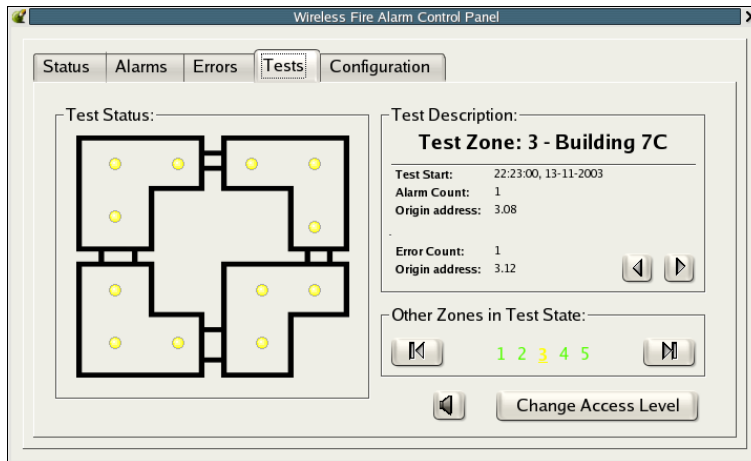 Wireless Fire Alarm Control Panel
Status Alarms Errors Tests Configuration
Test Status:
Test Description:
Test Zone: 3 - Building 7C
Test Start: 22:23:00, 13-11-2003
Alarm Count: 1
Origin address: 3.08
.
Error Count: 1
Origin address: 3.12
Other Zones in Test State:
1 2 3 4 5
Change Access Level